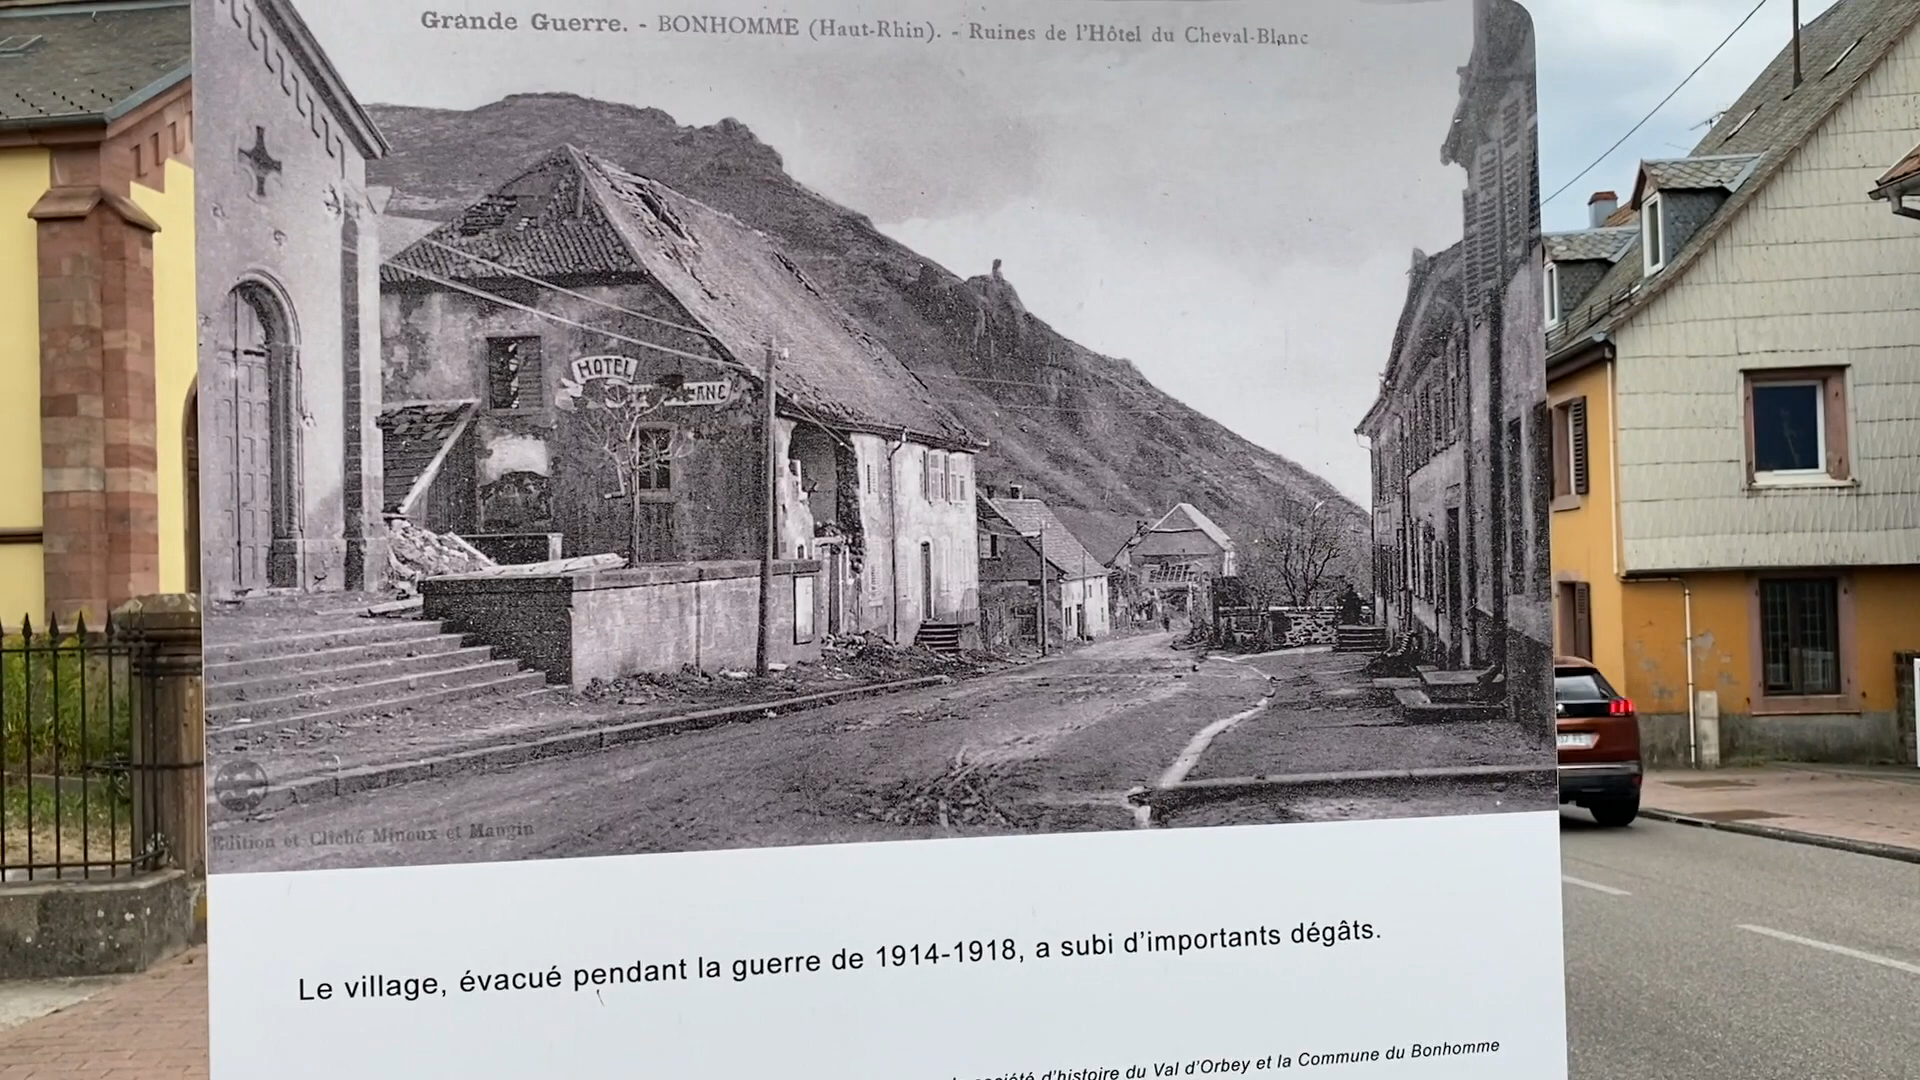 Grande Guerre. - BONHOMME (Haut-Rhin). - Ruines de l'Hôtel du Cheval-Blanc
HOTEL
ANC
Edition et Cliché Minoux et Mangin
Le village, évacué pendant la guerre de 1914-1918, a subi d'importants dégâts.
société d'histoire du Val d'Orbey et la Commune du Bonhomme